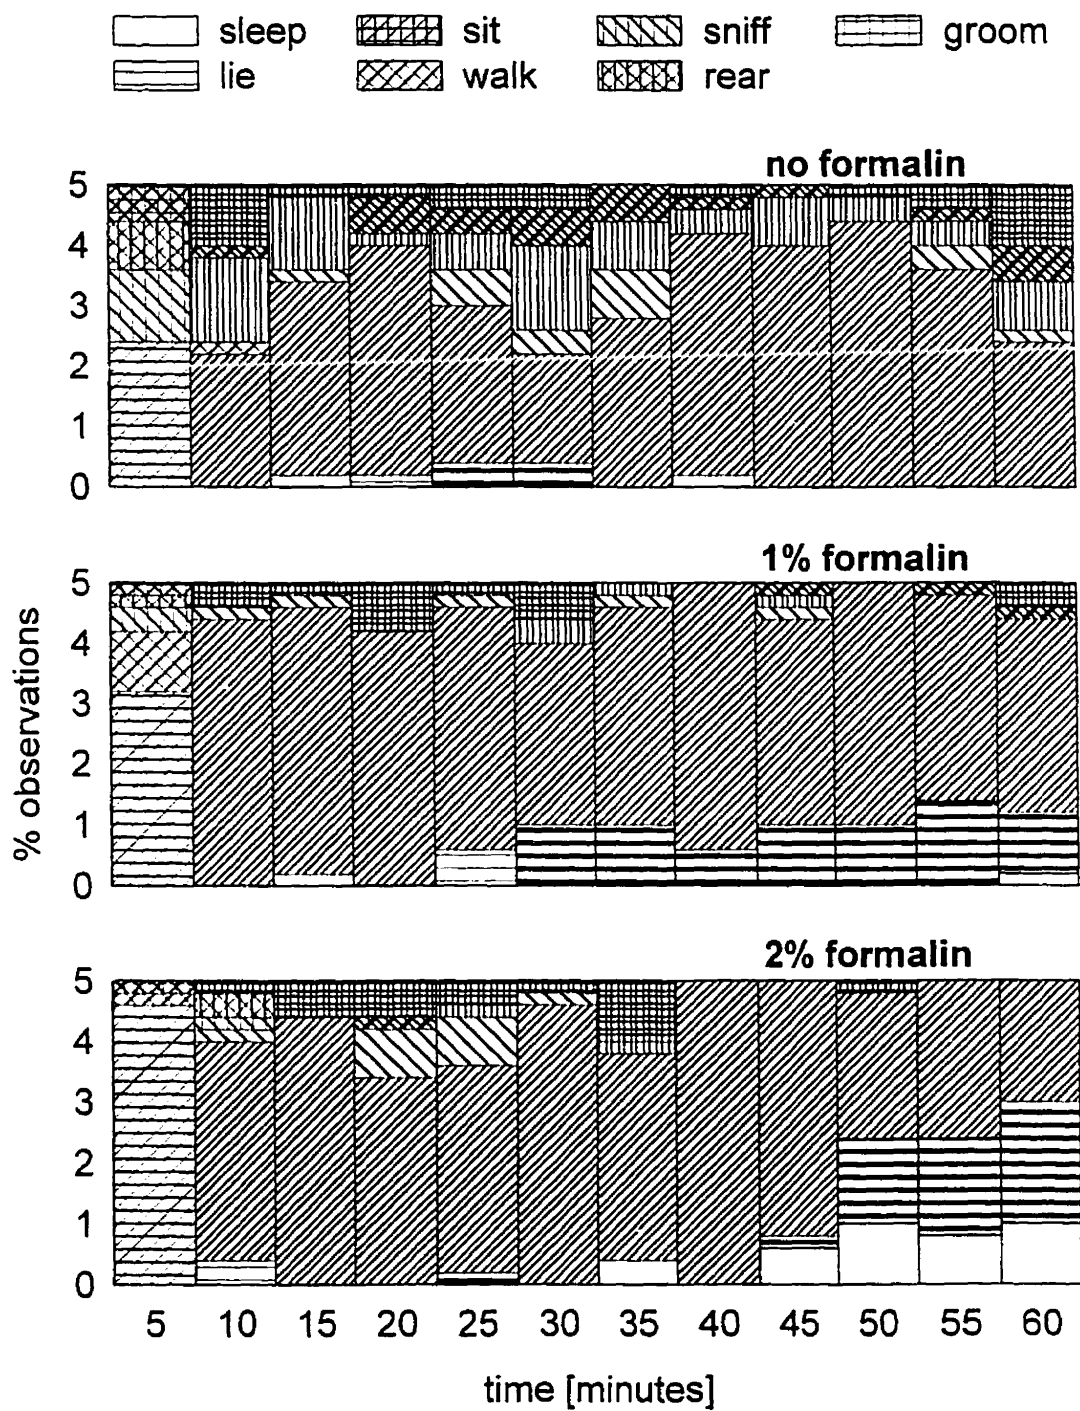 sleep sit sniff groom
lie walk rear
no formalin
5
4
3
2
1
0
1% formalin
5
4
3
2
1
0
2% formalin
5
4
3
2
1
0
% observations
5 10 15 20 25 30 35 40 45 50 55 60
time [minutes]